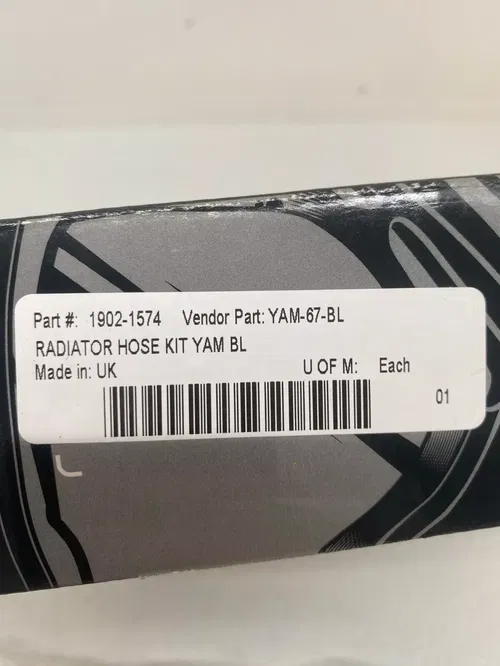 Part #: 1902-1574 Vendor Part: YAM-67-BL
RADIATOR HOSE KIT YAM BL
Made in: UK U OF M: Each
01